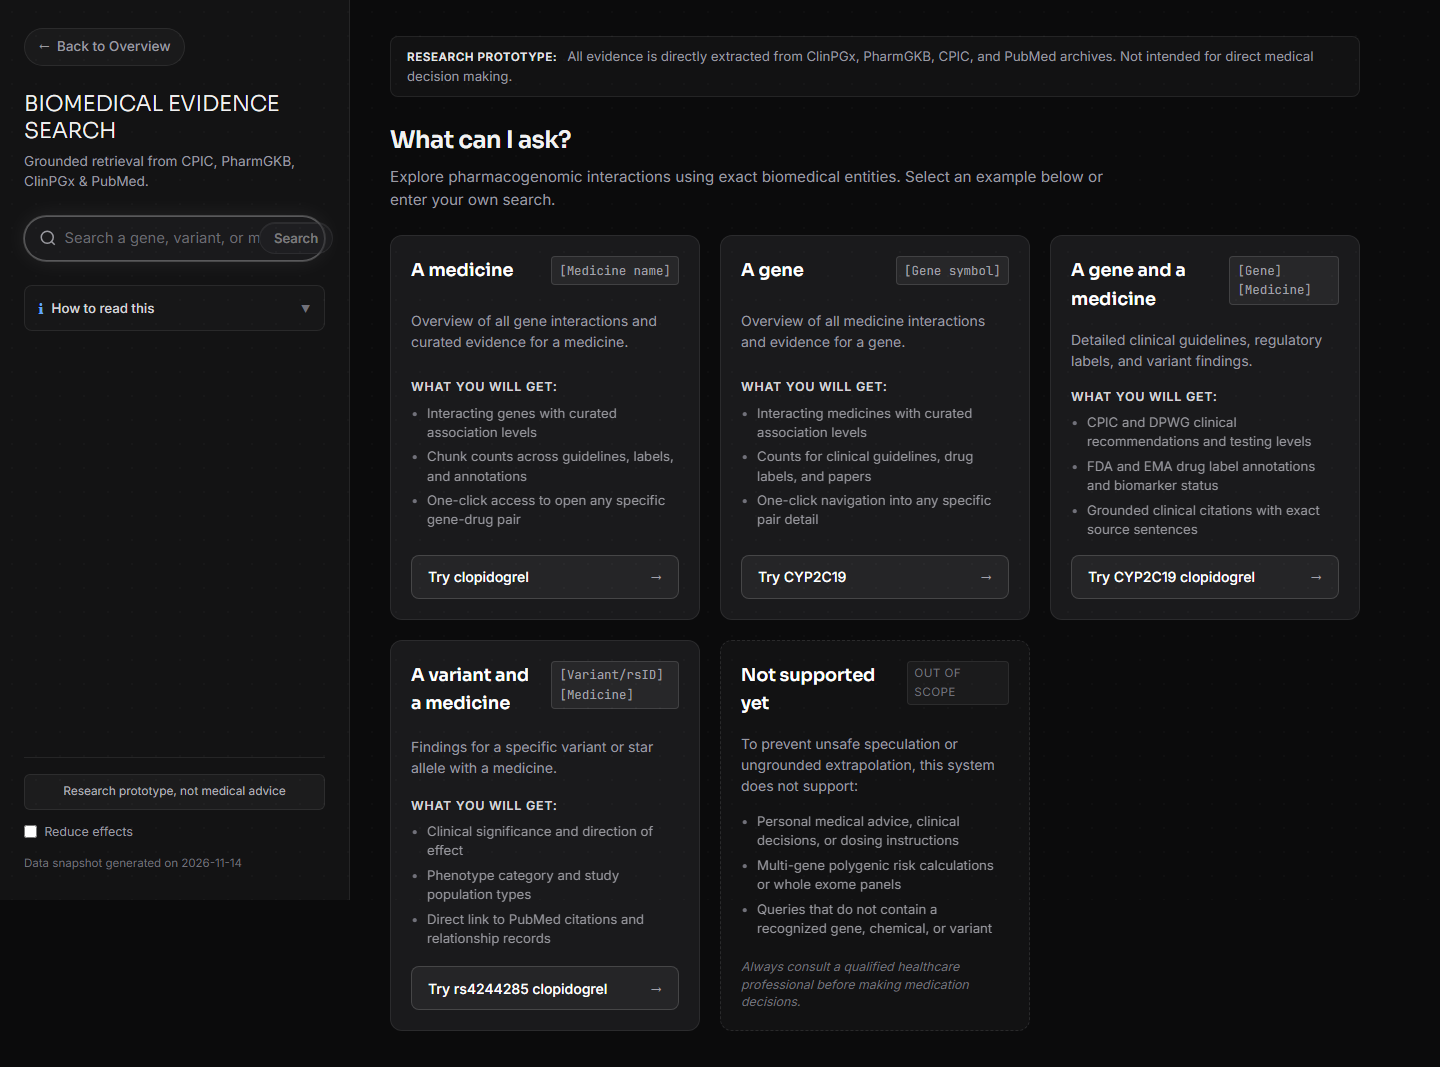 ← Back to Overview
BIOMEDICAL EVIDENCE
SEARCH
Grounded retrieval from CPIC, PharmGKB,
ClinPGx & PubMed.
Search a gene, variant, or m
Search
i How to read this ▼
Research prototype, not medical advice
Reduce effects
Data snapshot generated on 2026-11-14
RESEARCH PROTOTYPE: All evidence is directly extracted from ClinPGx, PharmGKB, CPIC, and PubMed archives. Not intended for direct medical
decision making.
What can I ask?
Explore pharmacogenomic interactions using exact biomedical entities. Select an example below or
enter your own search.
A medicine
[Medicine name]
Overview of all gene interactions and
curated evidence for a medicine.
WHAT YOU WILL GET:
• Interacting genes with curated
association levels
• Chunk counts across guidelines, labels,
and annotations
• One-click access to open any specific
gene-drug pair
Try clopidogrel →
A gene
[Gene symbol]
Overview of all medicine interactions
and evidence for a gene.
WHAT YOU WILL GET:
• Interacting medicines with curated
association levels
• Counts for clinical guidelines, drug
labels, and papers
• One-click navigation into any specific
pair detail
Try CYP2C19 →
A gene and a
medicine
[Gene]
[Medicine]
Detailed clinical guidelines, regulatory
labels, and variant findings.
WHAT YOU WILL GET:
• CPIC and DPWG clinical
recommendations and testing levels
• FDA and EMA drug label annotations
and biomarker status
• Grounded clinical citations with exact
source sentences
Try CYP2C19 clopidogrel →
A variant and
a medicine
[Variant/rsID]
[Medicine]
Findings for a specific variant or star
allele with a medicine.
WHAT YOU WILL GET:
• Clinical significance and direction of
effect
• Phenotype category and study
population types
• Direct link to PubMed citations and
relationship records
Try rs4244285 clopidogrel →
Not supported
yet
OUT OF
SCOPE
To prevent unsafe speculation or
ungrounded extrapolation, this system
does not support:
• Personal medical advice, clinical
decisions, or dosing instructions
• Multi-gene polygenic risk calculations
or whole exome panels
• Queries that do not contain a
recognized gene, chemical, or variant
Always consult a qualified healthcare
professional before making medication
decisions.